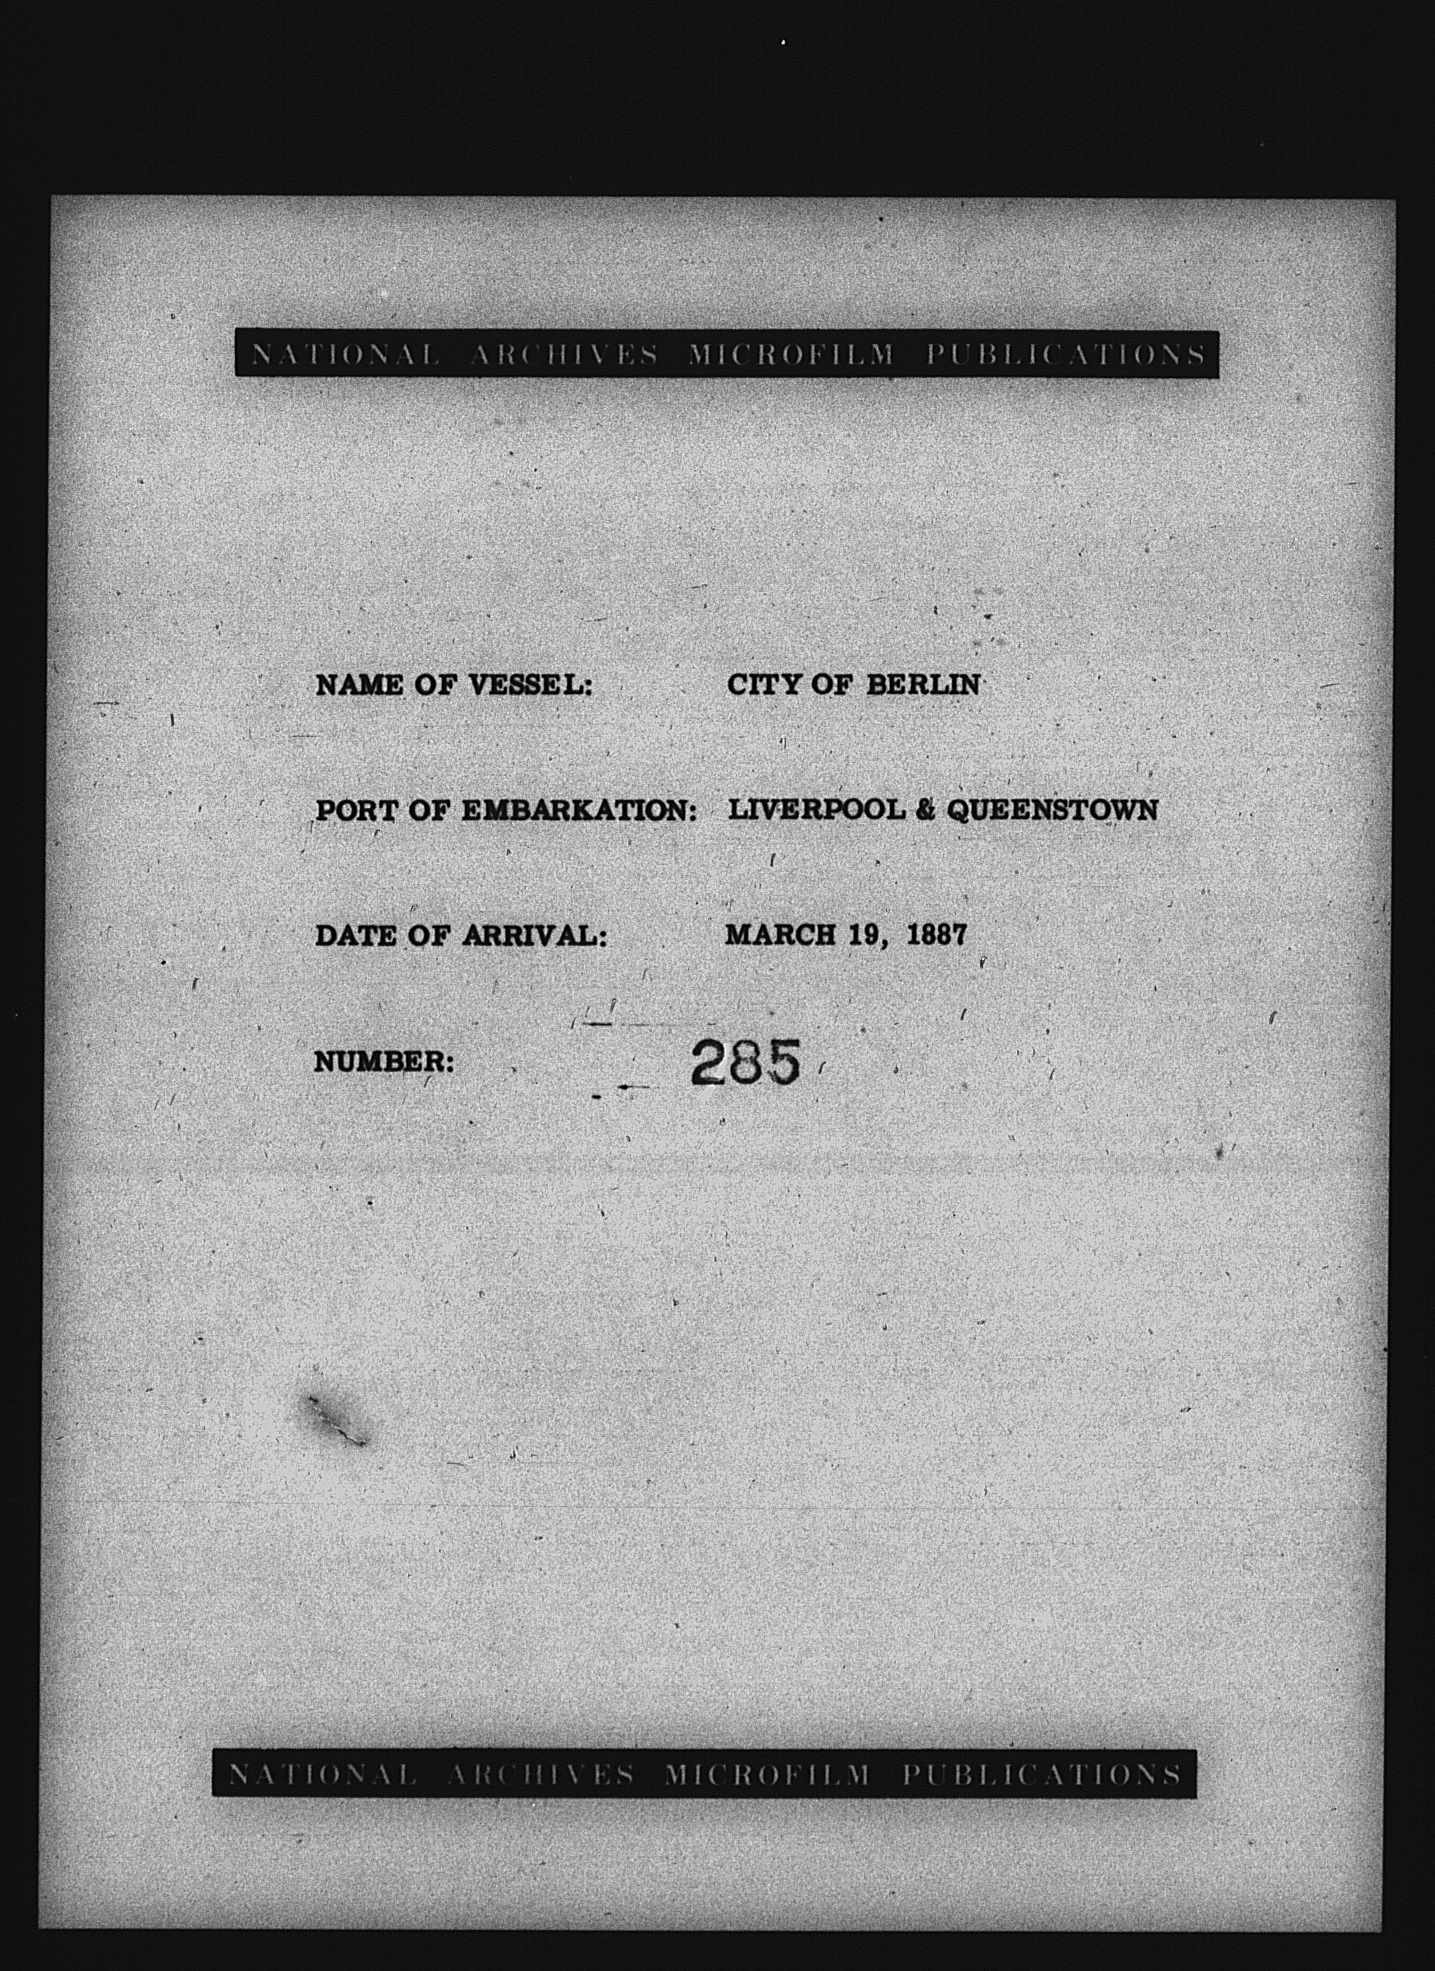 NATIONAL ARCHIVES MICROFILM PUBLICATIONS
NAME OF VESSEL: CITY OF BERLIN
PORT OF EMBARKATION: LIVERPOOL & QUEENSTOWN
DATE OF ARRIVAL: MARCH 19, 1887
NUMBER: 285
NATIONAL ARCHIVES MICROFILM PUBLICATIONS